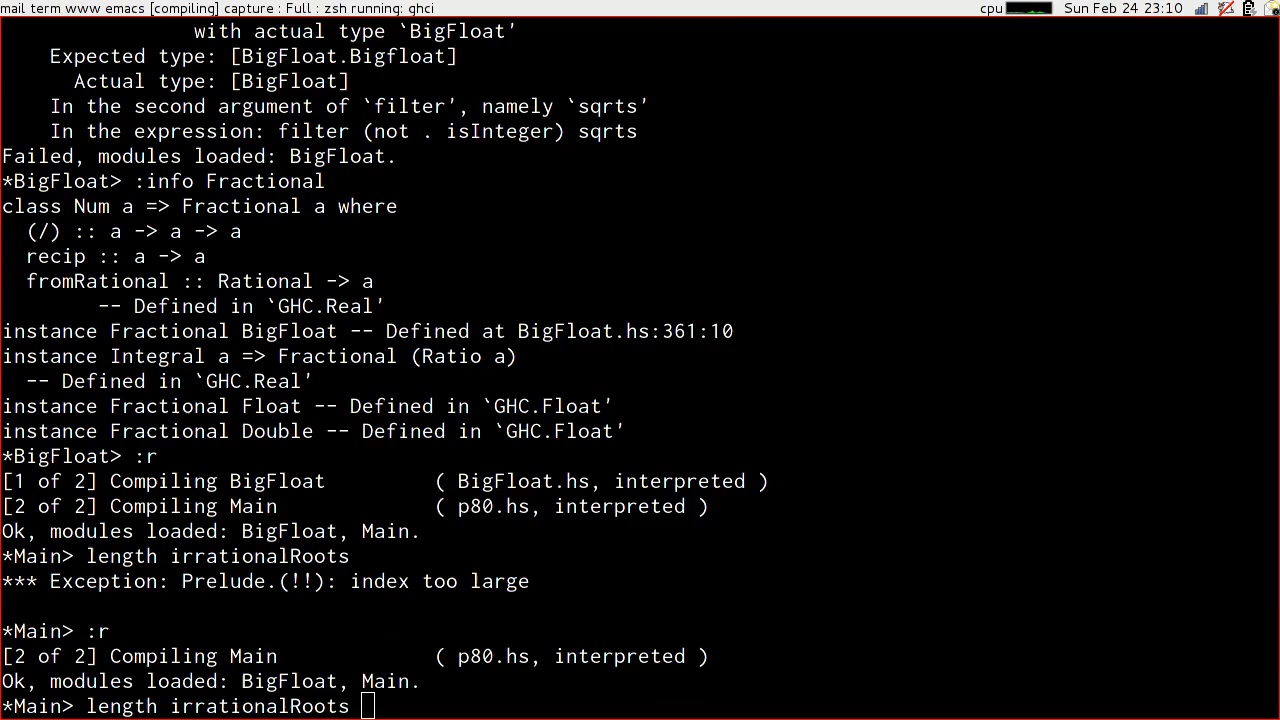 mail term www emacs [compiling] capture : Full : zsh running: ghci cpu Sun Feb 24 23:10
with actual type `BigFloat'
Expected type: [BigFloat.Bigfloat]
Actual type: [BigFloat]
In the second argument of `filter', namely `sqrts'
In the expression: filter (not . isInteger) sqrts
Failed, modules loaded: BigFloat.
*BigFloat> :info Fractional
class Num a => Fractional a where
(/) :: a -> a -> a
recip :: a -> a
fromRational :: Rational -> a
-- Defined in `GHC.Real'
instance Fractional BigFloat -- Defined at BigFloat.hs:361:10
instance Integral a => Fractional (Ratio a)
-- Defined in `GHC.Real'
instance Fractional Float -- Defined in `GHC.Float'
instance Fractional Double -- Defined in `GHC.Float'
*BigFloat> :r
[1 of 2] Compiling BigFloat ( BigFloat.hs, interpreted )
[2 of 2] Compiling Main ( p80.hs, interpreted )
Ok, modules loaded: BigFloat, Main.
*Main> length irrationalRoots
*** Exception: Prelude.(!!): index too large
*Main> :r
[2 of 2] Compiling Main ( p80.hs, interpreted )
Ok, modules loaded: BigFloat, Main.
*Main> length irrationalRoots